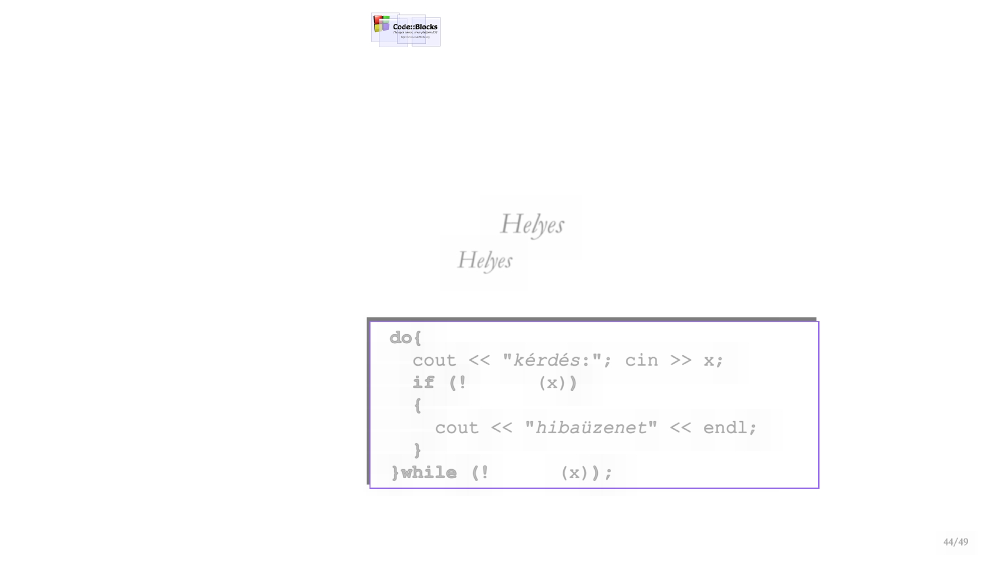 Code::Blocks
The open source, cross-platform IDE
http://www.codeblocks.org
Helyes
Helyes
do{
cout << "kérdés:"; cin >> x;
if (! (x))
{
cout << "hibaüzenet" << endl;
}
}while (! (x));
44/49